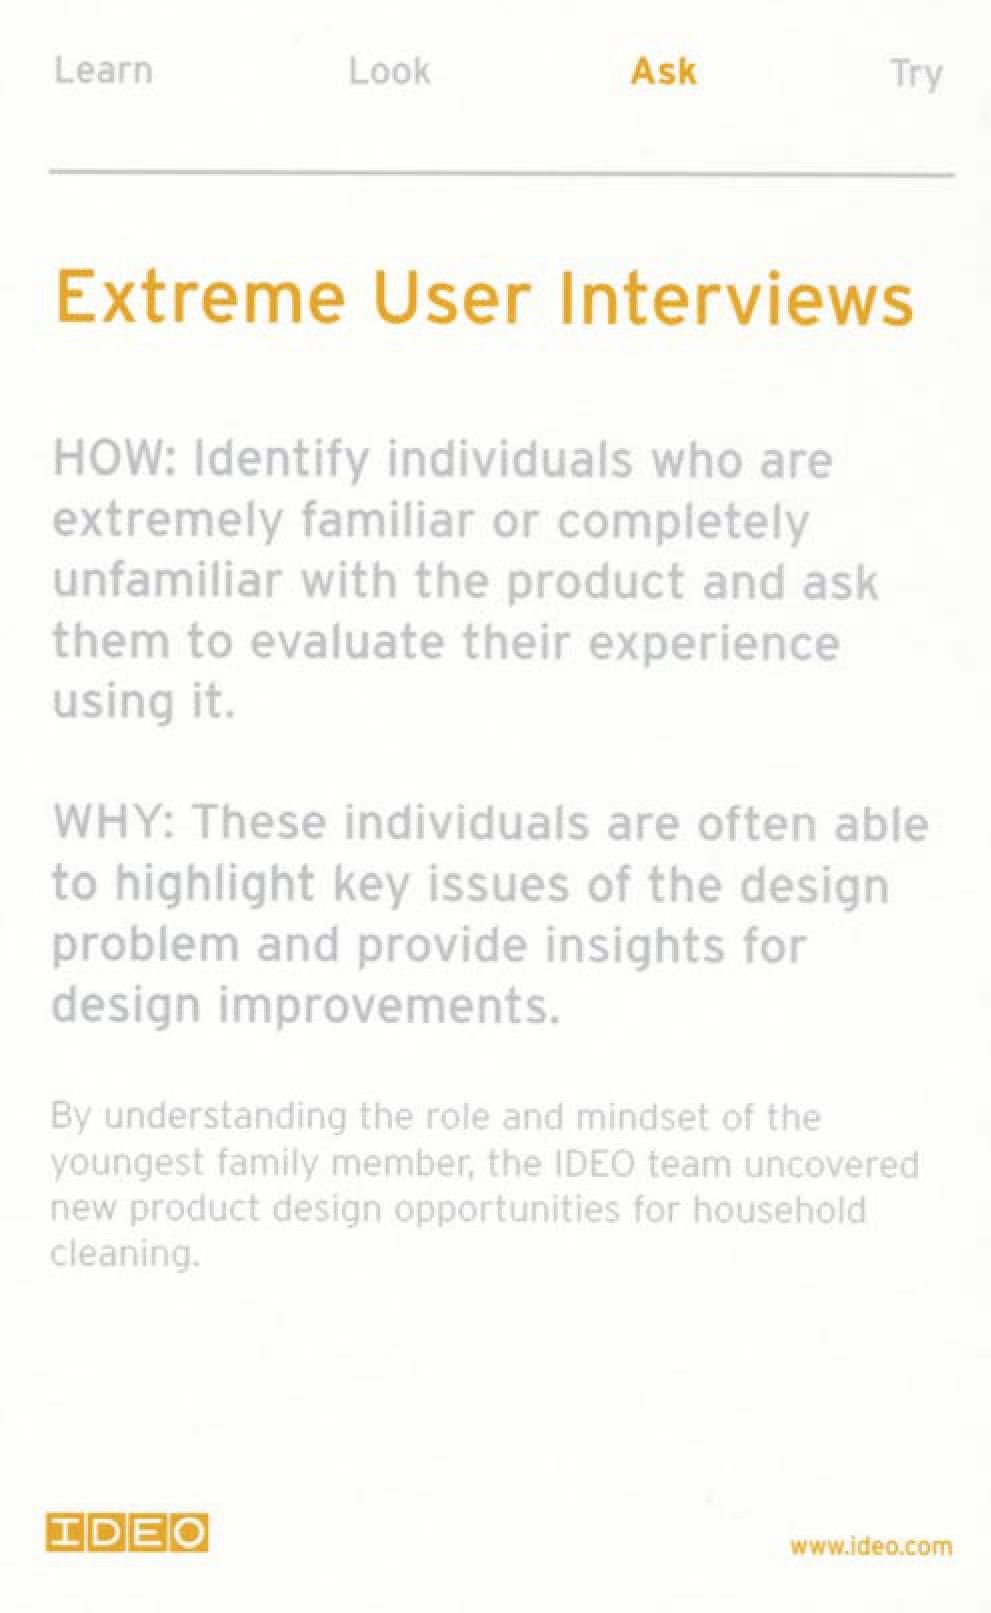 Learn Look Ask Try
Extreme User Interviews
HOW: Identify individuals who are
extremely familiar or completely
unfamiliar with the product and ask
them to evaluate their experience
using it.
WHY: These individuals are often able
to highlight key issues of the design
problem and provide insights for
design improvements.
By understanding the role and mindset of the
youngest family member, the IDEO team uncovered
new product design opportunities for household
cleaning.
IDEO
www.ideo.com